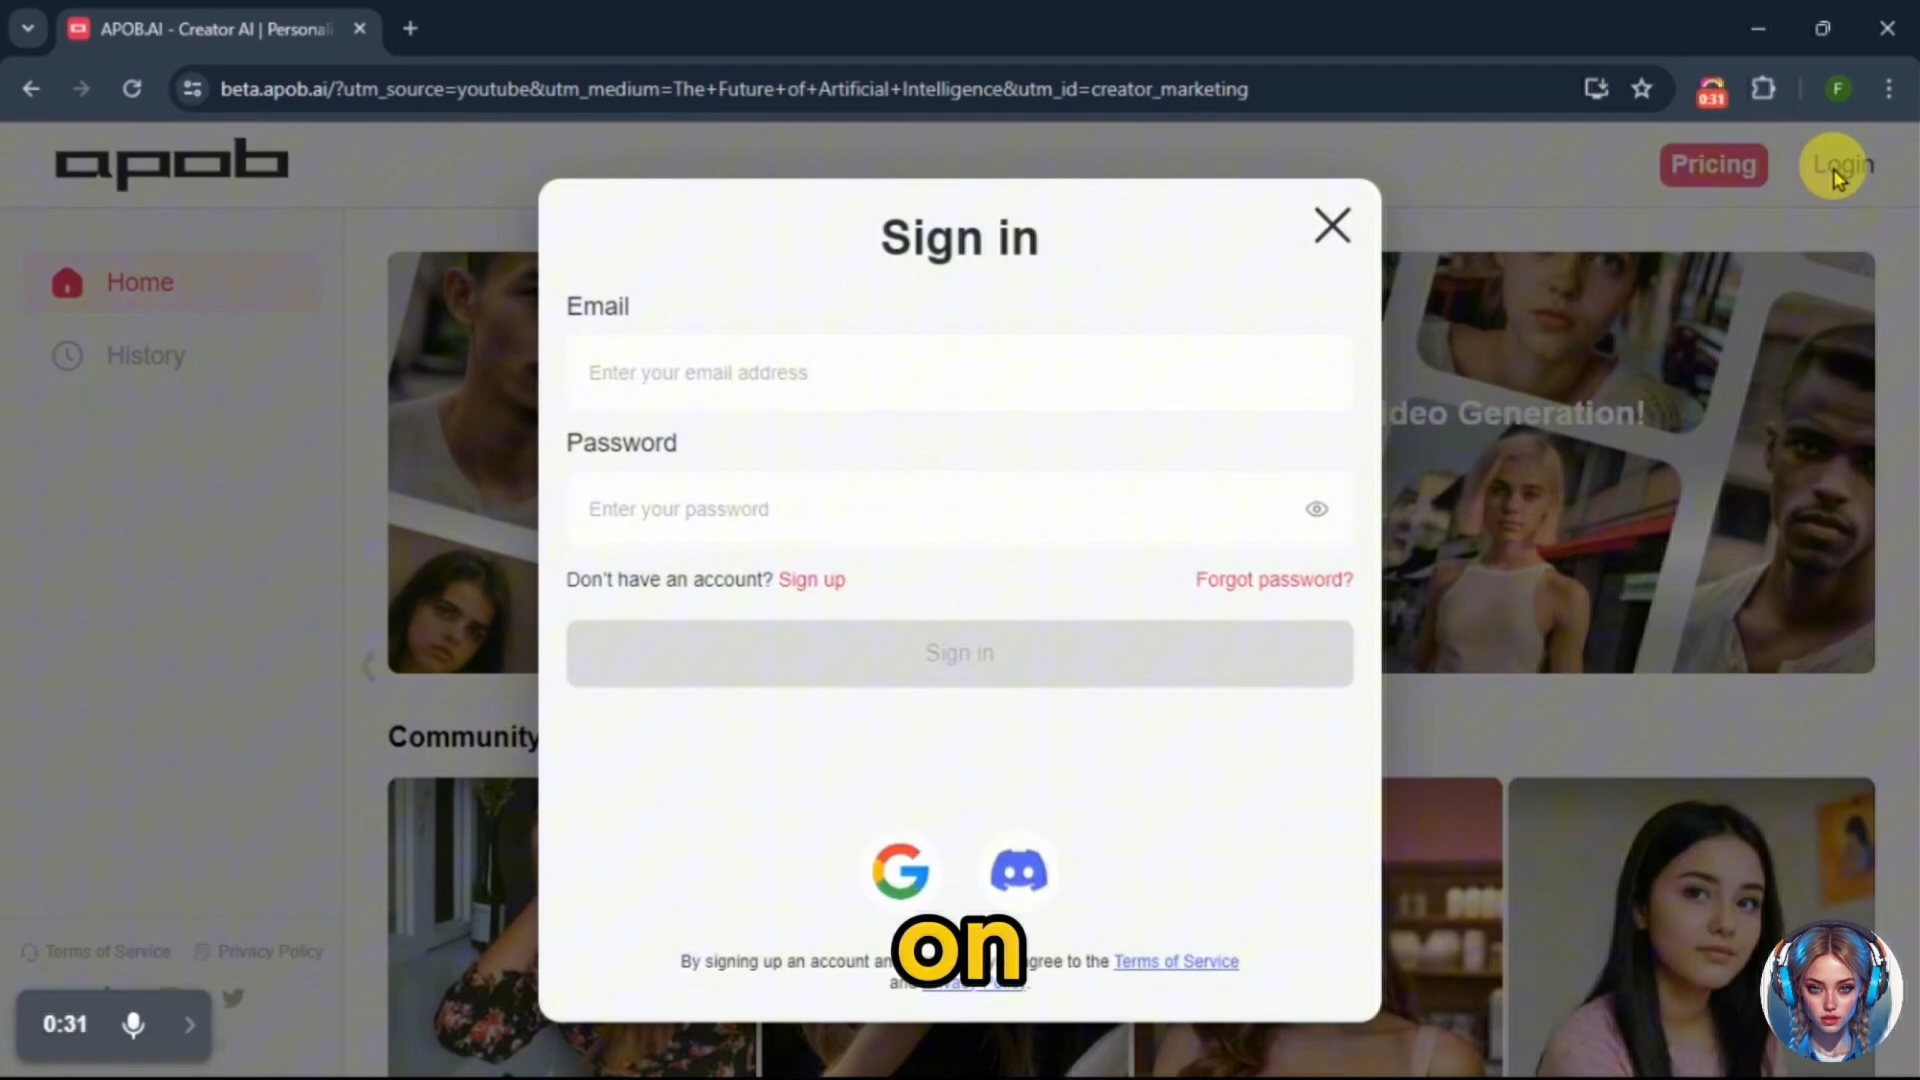 APOB.AI - Creator AI | Personali
beta.apob.ai/?utm_source=youtube&utm_medium=The+Future+of+Artificial+Intelligence&utm_id=creator_marketing
0:31
F
apob
Pricing
Login
Home
History
Sign in
Email
Enter your email address
Password
Enter your password
Don't have an account? Sign up
Forgot password?
Sign in
deo Generation!
Community
on
By signing up an account an gree to the Terms of Service
Terms of Service
Privacy Policy
0:31